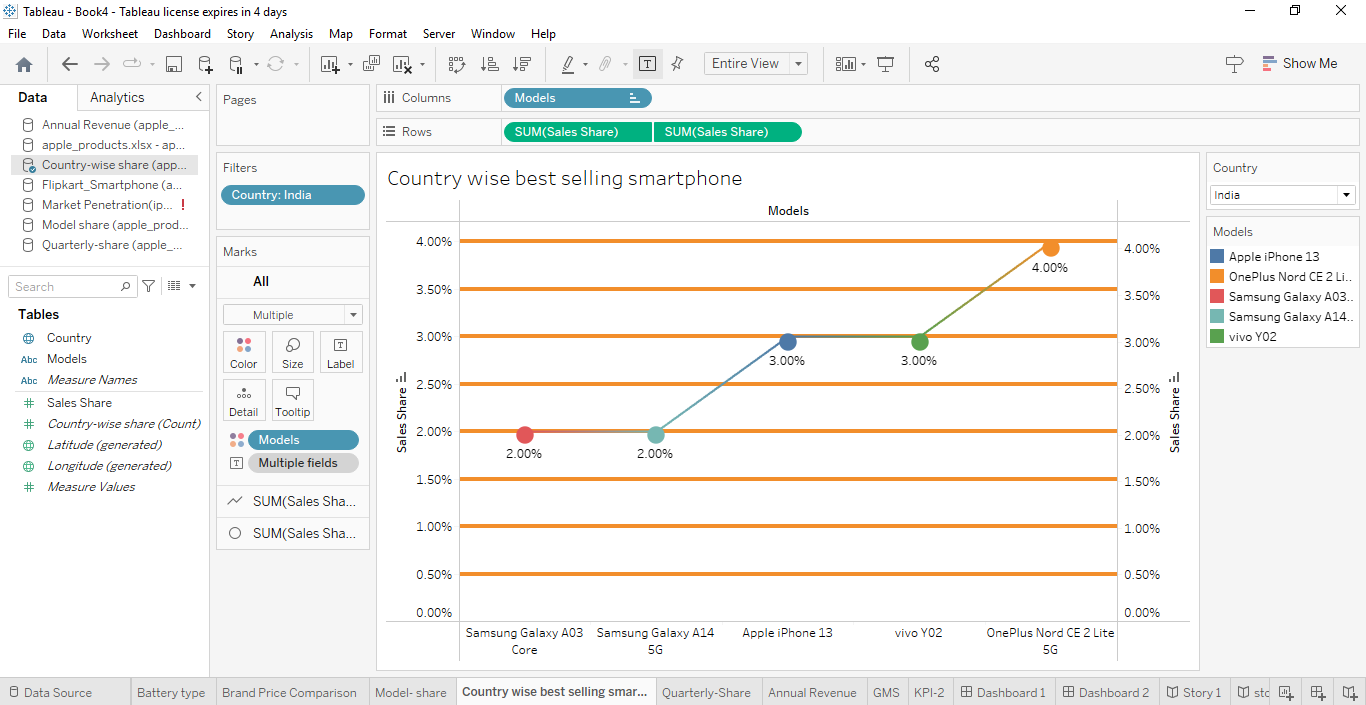 Tableau - Book4 - Tableau license expires in 4 days
File Data Worksheet Dashboard Story Analysis Map Format Server Window Help
Entire View
Show Me
Data Analytics
Annual Revenue (apple_...
apple_products.xlsx - ap...
Country-wise share (app...
Flipkart_Smartphone (a...
Market Penetration(ip... !
Model share (apple_prod...
Quarterly-share (apple_...
Search
Tables
Country
Abc Models
Abc Measure Names
Sales Share
Country-wise share (Count)
Latitude (generated)
Longitude (generated)
Measure Values
Pages
Filters
Country: India
Marks
All
Multiple
Color Size Label
Detail Tooltip
Models
Multiple fields
SUM(Sales Sha...
SUM(Sales Sha...
Columns Models
Rows SUM(Sales Share) SUM(Sales Share)
Country wise best selling smartphone
Models
Sales Share
4.00%
3.50%
3.00%
2.50%
2.00%
1.50%
1.00%
0.50%
0.00%
2.00%
2.00%
3.00%
3.00%
4.00%
4.00%
3.50%
3.00%
2.50%
2.00%
1.50%
1.00%
0.50%
0.00%
Sales Share
Samsung Galaxy A03
Core
Samsung Galaxy A14
5G
Apple iPhone 13
vivo Y02
OnePlus Nord CE 2 Lite
5G
Country
India
Models
Apple iPhone 13
OnePlus Nord CE 2 Li..
Samsung Galaxy A03..
Samsung Galaxy A14..
vivo Y02
Data Source Battery type Brand Price Comparison Model- share Country wise best selling smar... Quarterly-Share Annual Revenue GMS KPI-2 Dashboard 1 Dashboard 2 Story 1 stc